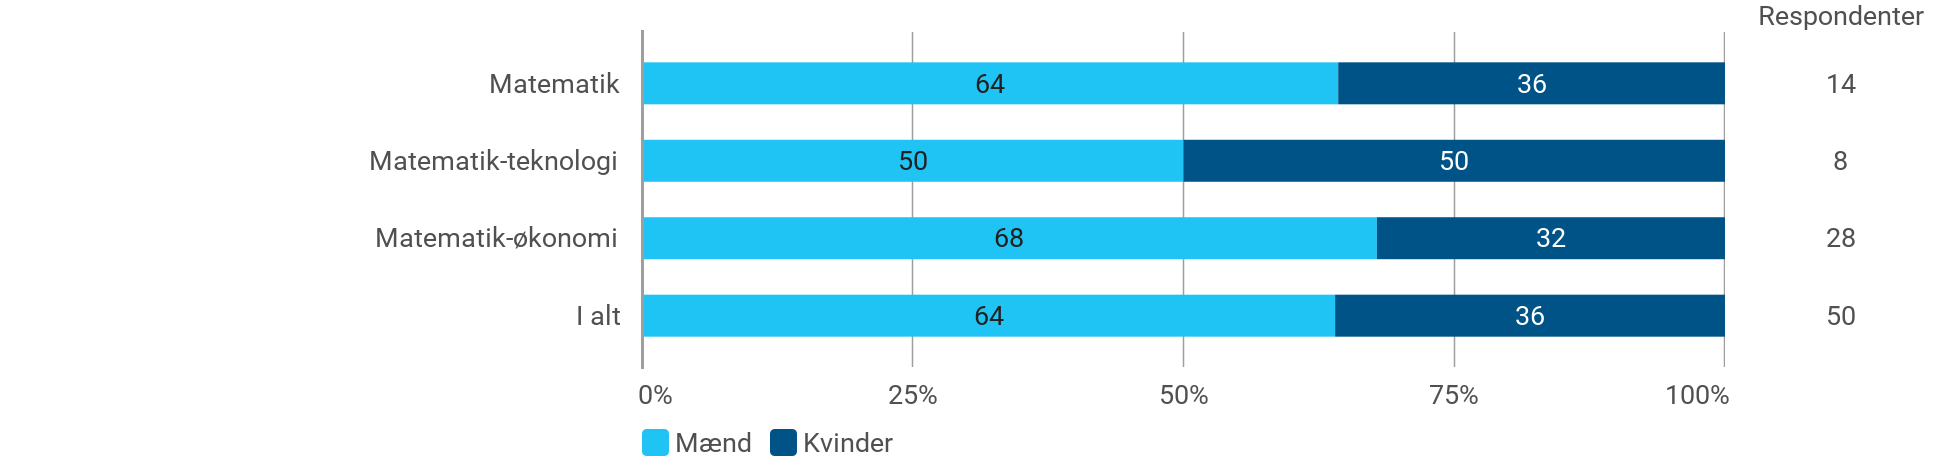 Respondenter
Matematik 64 36 14
Matematik-teknologi 50 50 8
Matematik-økonomi 68 32 28
I alt 64 36 50
0% 25% 50% 75% 100%
Mænd Kvinder